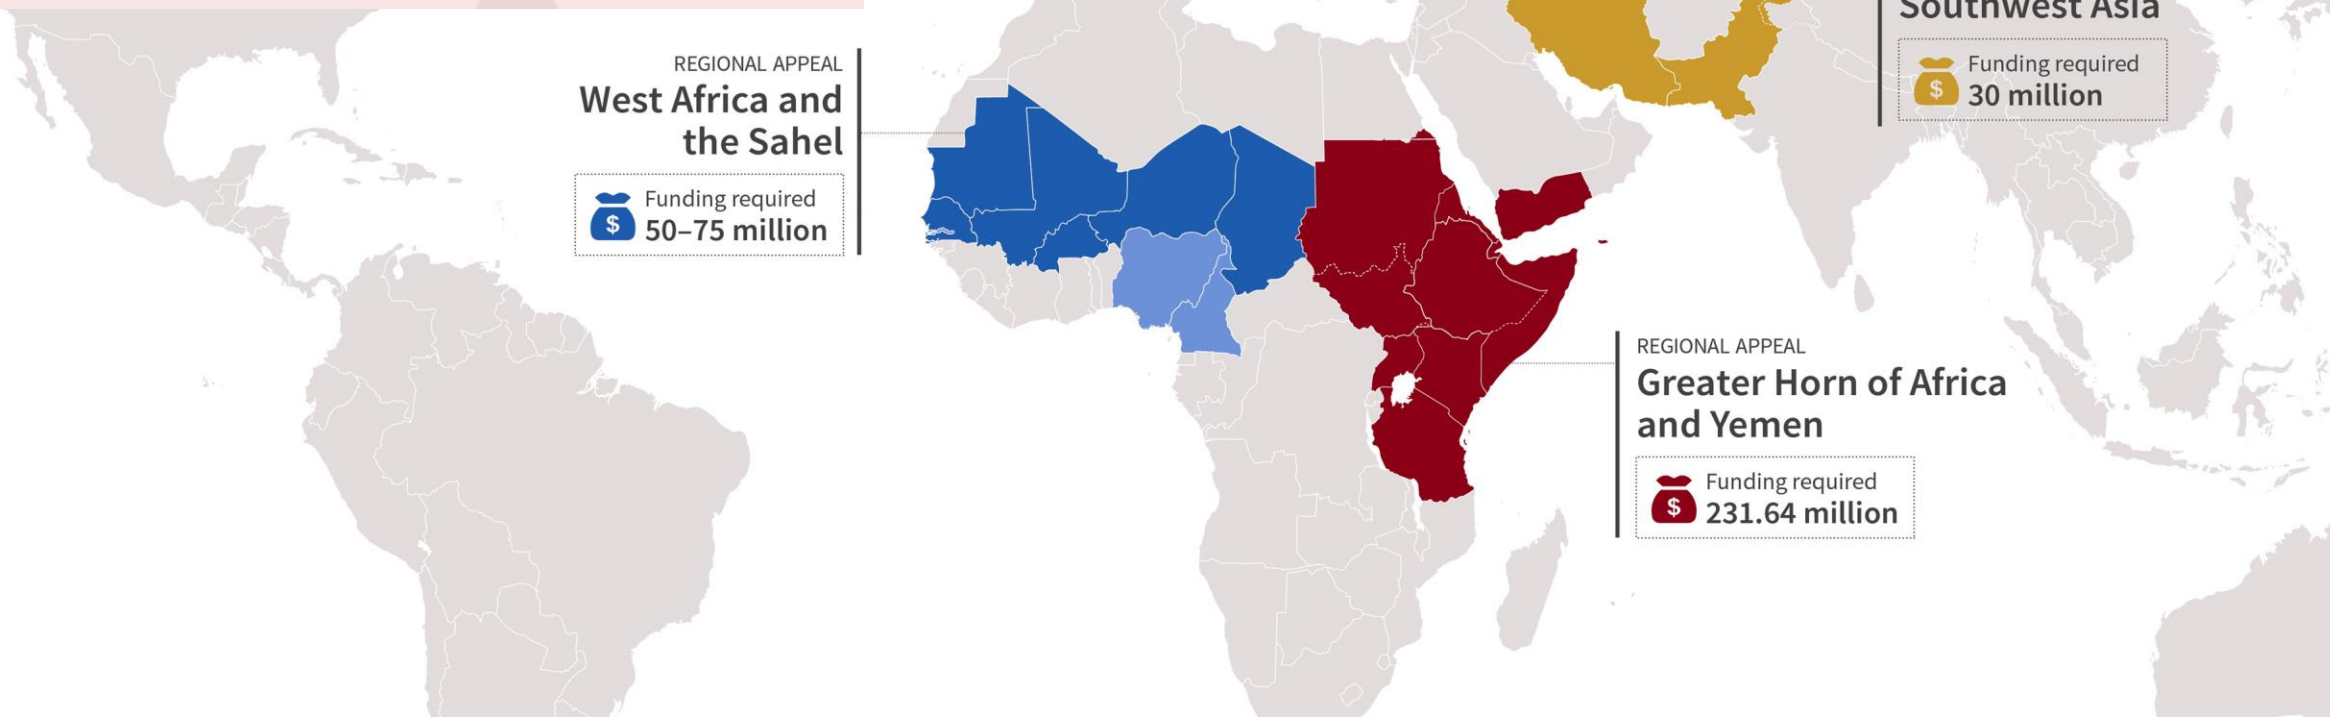 REGIONAL APPEAL
West Africa and
the Sahel
$
Funding required
50–75 million
Southwest Asia
$
Funding required
30 million
REGIONAL APPEAL
Greater Horn of Africa
and Yemen
$
Funding required
231.64 million